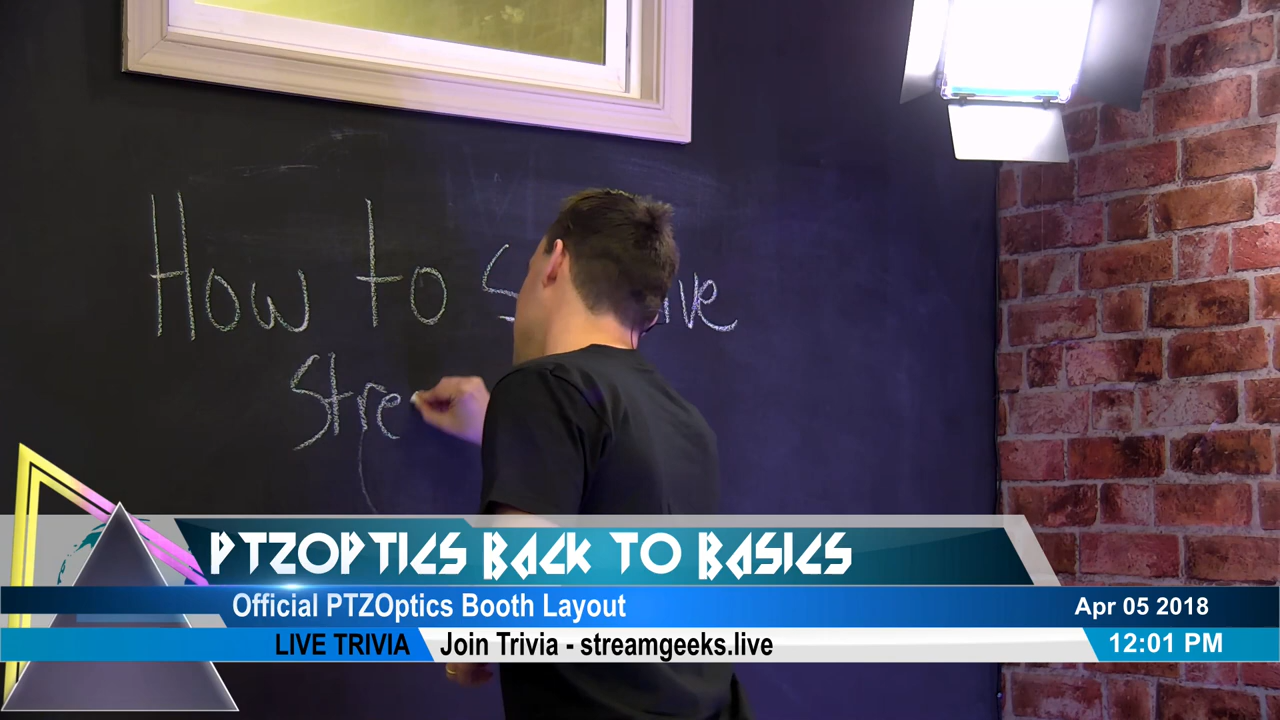 How to
Stre
PTZOPTICS BACK TO BASICS
Official PTZOptics Booth Layout
Apr 05 2018
LIVE TRIVIA
Join Trivia - streamgeeks.live
12:01 PM